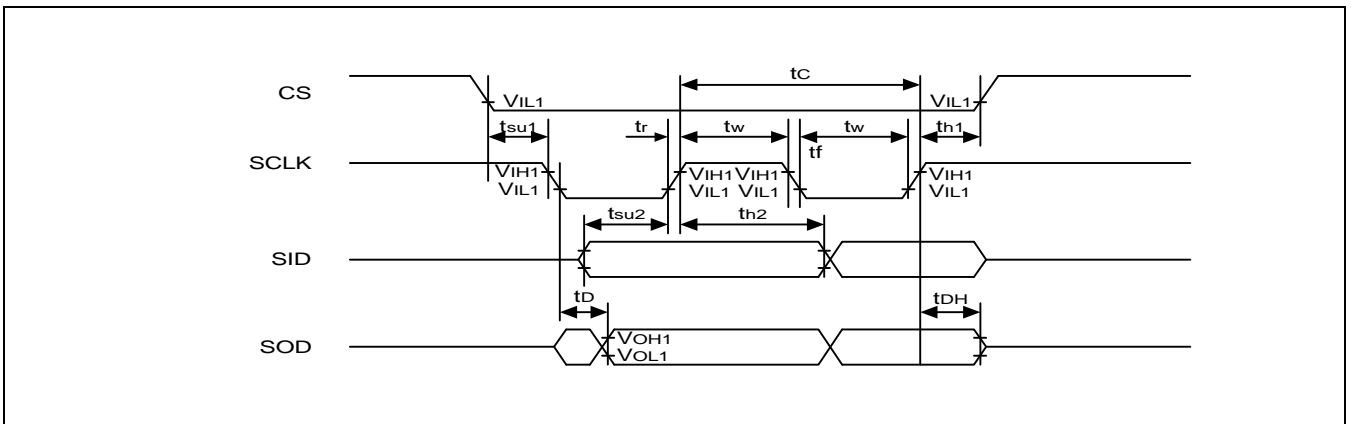 tC
CS
VIL1 VIL1
tsu1 tr tw tw th1
tf
SCLK
VIH1 VIH1 VIH1 VIH1
VIL1 VIL1 VIL1 VIL1
tsu2 th2
SID
tD tDH
VOH1
SOD
VOL1